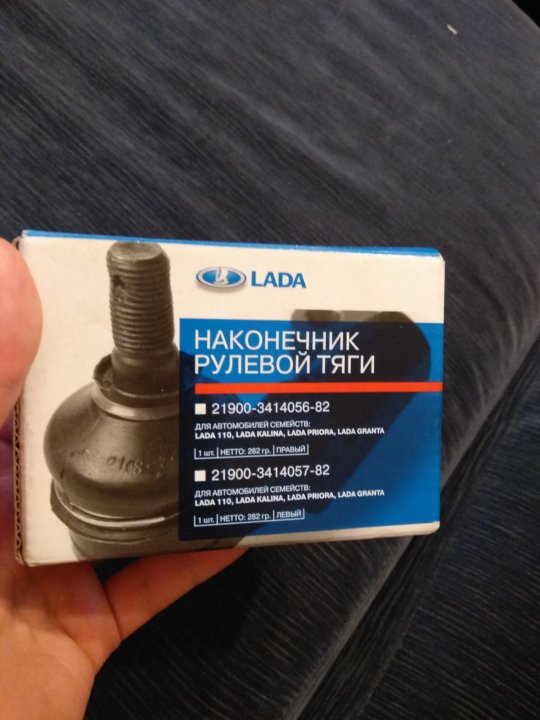 LADA
НАКОНЕЧНИК
РУЛЕВОЙ ТЯГИ
21900-3414056-82
ДЛЯ АВТОМОБИЛЕЙ СЕМЕЙСТВ:
LADA 110, LADA KALINA, LADA PRIORA, LADA GRANTA
1 шт. НЕТТО: 282 гр. ПРАВЫЙ
21900-3414057-82
ДЛЯ АВТОМОБИЛЕЙ СЕМЕЙСТВ:
LADA 110, LADA KALINA, LADA PRIORA, LADA GRANTA
1 шт. НЕТТО: 282 гр. ЛЕВЫЙ